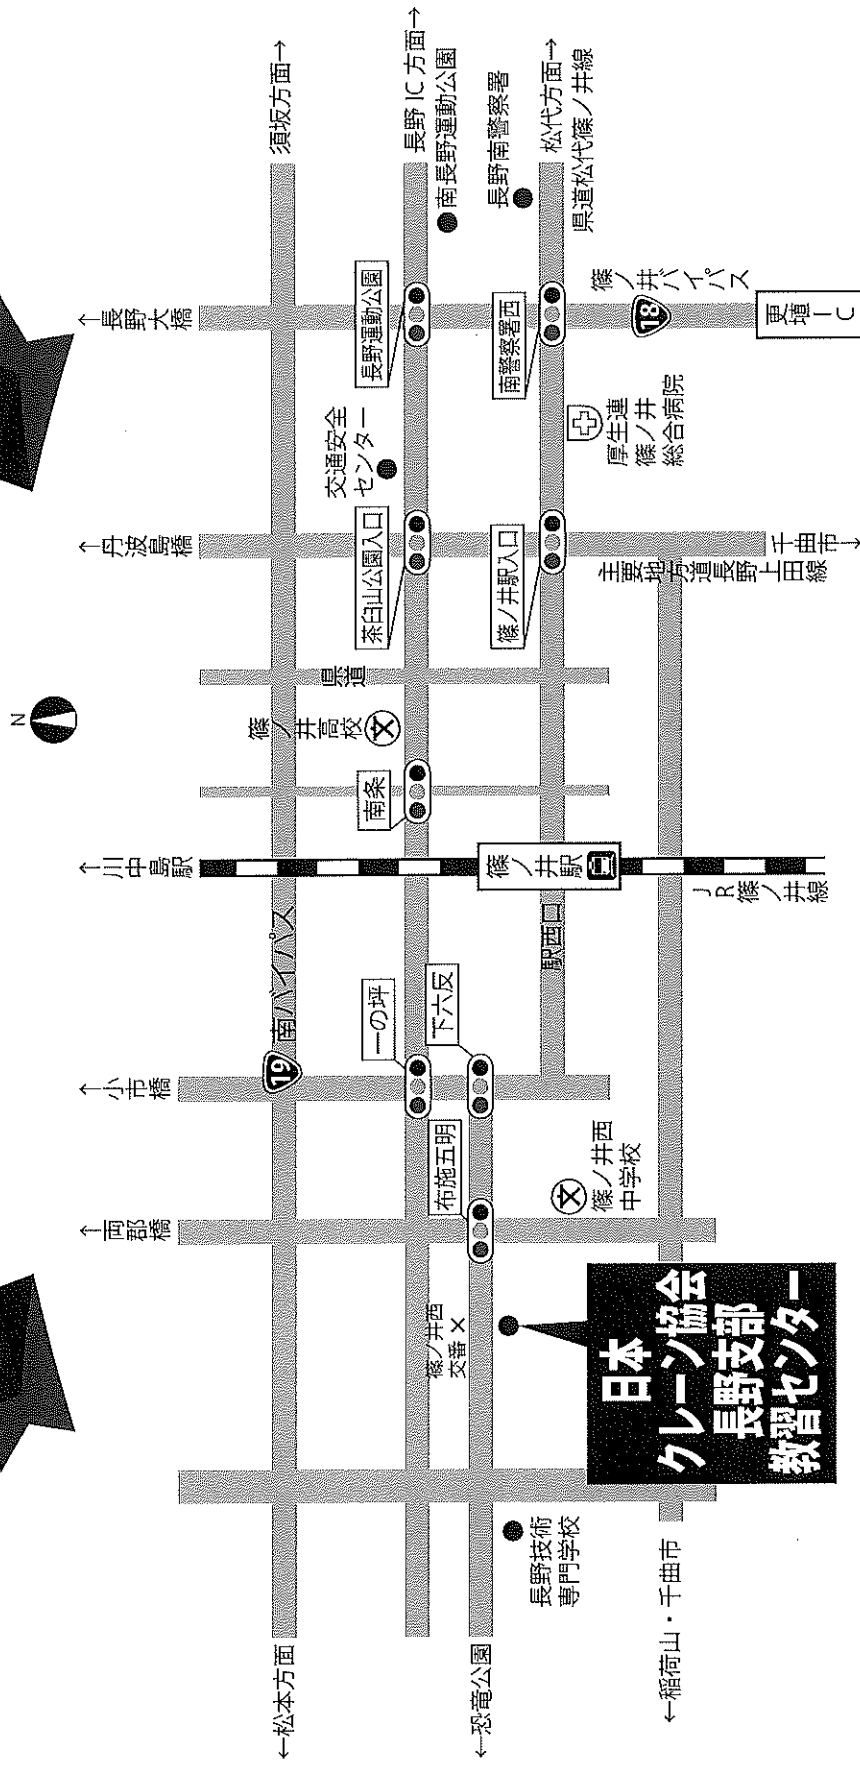 N
↑両郡橋
↑小市橋
↑川中島駅
↑丹波島橋
↑長野大橋
←松本方面
19
南バイパス
須坂方面→
篠ノ井高校
文
県道
交通安全
センター
一の坪
南条
茶臼山公園入口
長野運動公園
長野IC方面→
南長野運動公園
篠ノ井西
交番
布施五明
下六反
←恐竜公園
篠ノ井駅
駅西口
篠ノ井駅入口
南警察署西
長野南警察署
松代方面→
県道松代篠ノ井線
長野技術
専門学校
文
篠ノ井西
中学校
厚生連
篠ノ井
総合病院
篠ノ井バイパス
18
日本
クレーン協会
長野支部
教習センター
←稲荷山・千曲市
JR篠ノ井線
主要地方道長野上田線
千曲市↓
更埴IC